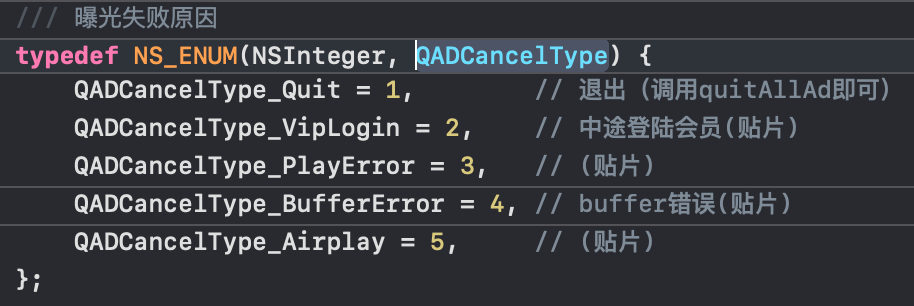 /// 曝光失败原因
typedef NS_ENUM(NSInteger, QADCancelType) {
    QADCancelType_Quit = 1,        // 退出（调用quitAllAd即可）
    QADCancelType_VipLogin = 2,    // 中途登陆会员(贴片)
    QADCancelType_PlayError = 3,   // (贴片)
    QADCancelType_BufferError = 4, // buffer错误(贴片)
    QADCancelType_Airplay = 5,     // (贴片)
};